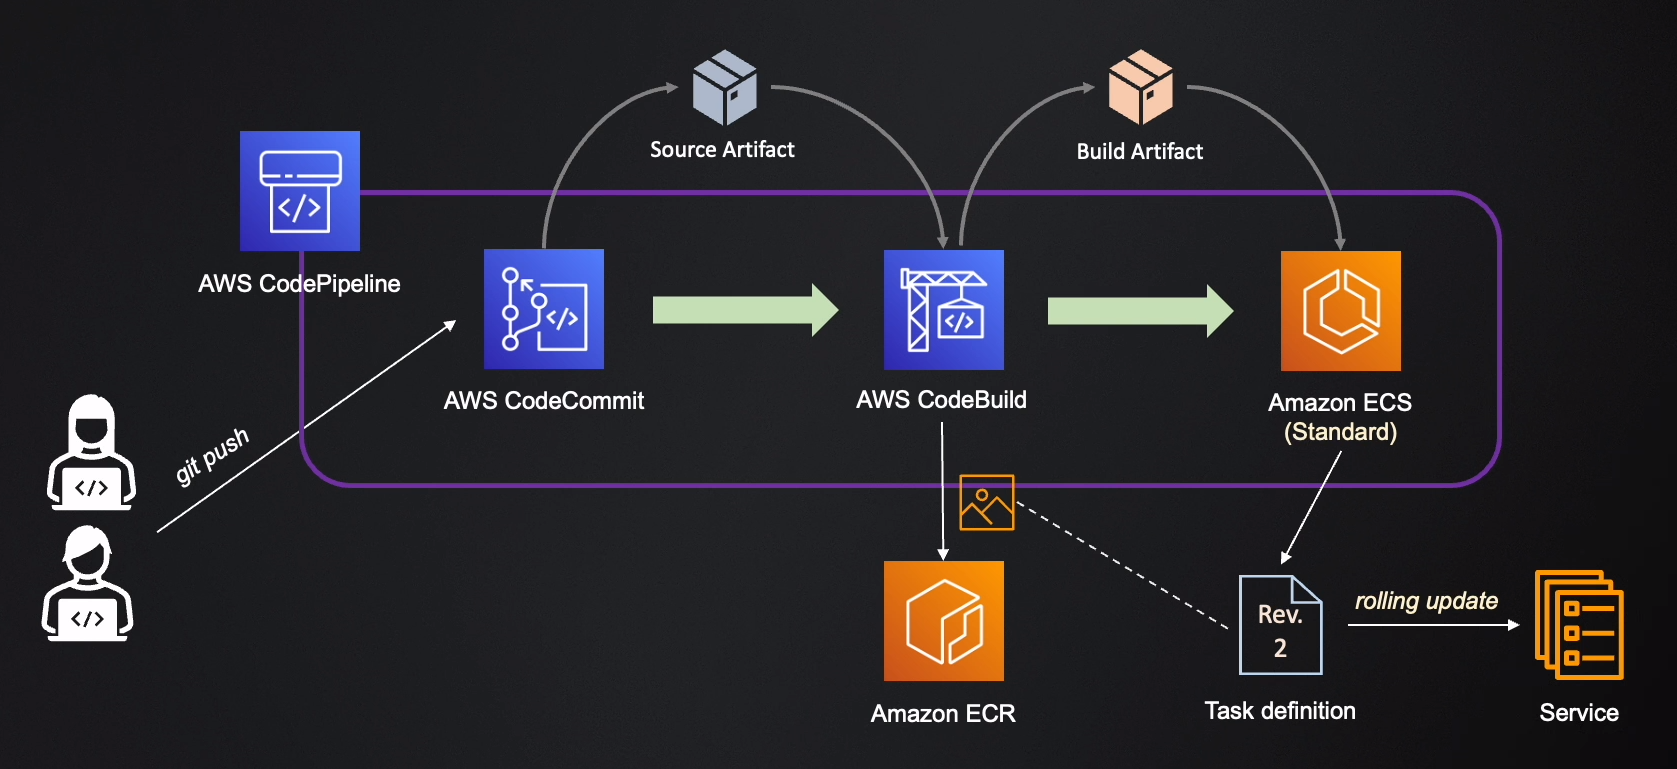 Source Artifact
Build Artifact
AWS CodePipeline
AWS CodeCommit
AWS CodeBuild
Amazon ECS
(Standard)
git push
Rev.
2
rolling update
Amazon ECR
Task definition
Service